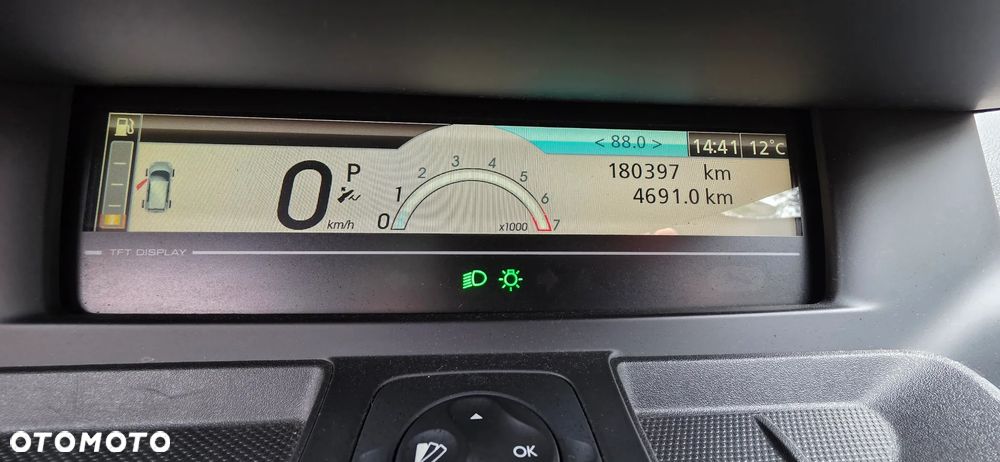 < 88.0 > 14:41 12°C
180397 km
4691.0 km
0 km/h P
0 1 2 3 4 5 6 7
x1000
TFT DISPLAY
OK
OTOMOTO